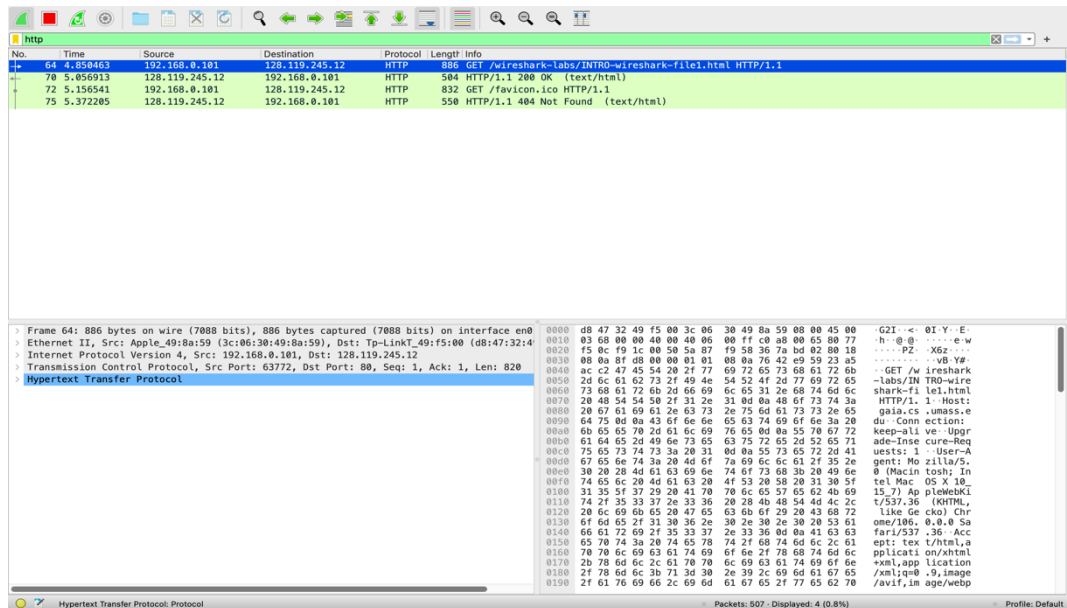 http
No. Time Source Destination Protocol Length Info
64 4.850463 192.168.0.101 128.119.245.12 HTTP 886 GET /wireshark-labs/INTRO-wireshark-file1.html HTTP/1.1
70 5.056913 128.119.245.12 192.168.0.101 HTTP 504 HTTP/1.1 200 OK (text/html)
72 5.156541 192.168.0.101 128.119.245.12 HTTP 832 GET /favicon.ico HTTP/1.1
75 5.372205 128.119.245.12 192.168.0.101 HTTP 550 HTTP/1.1 404 Not Found (text/html)
Frame 64: 886 bytes on wire (7088 bits), 886 bytes captured (7088 bits) on interface en0
Ethernet II, Src: Apple_49:8a:59 (3c:06:30:49:8a:59), Dst: Tp-LinkT_49:f5:00 (d8:47:32:4
Internet Protocol Version 4, Src: 192.168.0.101, Dst: 128.119.245.12
Transmission Control Protocol, Src Port: 63772, Dst Port: 80, Seq: 1, Ack: 1, Len: 820
Hypertext Transfer Protocol
0000 d8 47 32 49 f5 00 3c 06 30 49 8a 59 08 00 45 00 ·G2I··<· 0I·Y··E·
0010 03 68 00 00 40 00 40 06 00 ff c0 a8 00 65 80 77 ·h··@·@· ·····e·w
0020 f5 0c f9 1c 00 50 5a 87 f9 58 36 7a bd 02 80 18 ·····PZ· ·X6z····
0030 08 0a 8f d8 00 00 01 01 08 0a 76 42 e9 59 23 a5 ········ ··vB·Y#·
0040 ac c2 47 45 54 20 2f 77 69 72 65 73 68 61 72 6b ··GET /w ireshark
0050 2d 6c 61 62 73 2f 49 4e 54 52 4f 2d 77 69 72 65 -labs/IN TRO-wire
0060 73 68 61 72 6b 2d 66 69 6c 65 31 2e 68 74 6d 6c shark-fi le1.html
0070 20 48 54 54 50 2f 31 2e 31 0d 0a 48 6f 73 74 3a HTTP/1. 1··Host:
0080 20 67 61 69 61 2e 63 73 2e 75 6d 61 73 73 2e 65 gaia.cs .umass.e
0090 64 75 0d 0a 43 6f 6e 6e 65 63 74 69 6f 6e 3a 20 du··Conn ection:
00a0 6b 65 65 70 2d 61 6c 69 76 65 0d 0a 55 70 67 72 keep-ali ve··Upgr
00b0 61 64 65 2d 49 6e 73 65 63 75 72 65 2d 52 65 71 ade-Inse cure-Req
00c0 75 65 73 74 73 3a 20 31 0d 0a 55 73 65 72 2d 41 uests: 1 ··User-A
00d0 67 65 6e 74 3a 20 4d 6f 7a 69 6c 6c 61 2f 35 2e gent: Mo zilla/5.
00e0 30 20 28 4d 61 63 69 6e 74 6f 73 68 3b 20 49 6e 0 (Macin tosh; In
00f0 74 65 6c 20 4d 61 63 20 4f 53 20 58 20 31 30 5f tel Mac OS X 10_
0100 31 35 5f 37 29 20 41 70 70 6c 65 57 65 62 4b 69 15_7) Ap pleWebKi
0110 74 2f 35 33 37 2e 33 36 20 28 4b 48 54 4d 4c 2c t/537.36 (KHTML,
0120 20 6c 69 6b 65 20 47 65 63 6b 6f 29 20 43 68 72 like Ge cko) Chr
0130 6f 6d 65 2f 31 30 36 2e 30 2e 30 2e 30 20 53 61 ome/106. 0.0.0 Sa
0140 66 61 72 69 2f 35 33 37 2e 33 36 0d 0a 41 63 63 fari/537 .36··Acc
0150 65 70 74 3a 20 74 65 78 74 2f 68 74 6d 6c 2c 61 ept: tex t/html,a
0160 70 70 6c 69 63 61 74 69 6f 6e 2f 78 68 74 6d 6c pplicati on/xhtml
0170 2b 78 6d 6c 2c 61 70 70 6c 69 63 61 74 69 6f 6e +xml,app lication
0180 2f 78 6d 6c 3b 71 3d 30 2e 39 2c 69 6d 61 67 65 /xml;q=0 .9,image
0190 2f 61 76 69 66 2c 69 6d 61 67 65 2f 77 65 62 70 /avif,im age/webp
Hypertext Transfer Protocol: Protocol Packets: 507 · Displayed: 4 (0.8%) Profile: Default